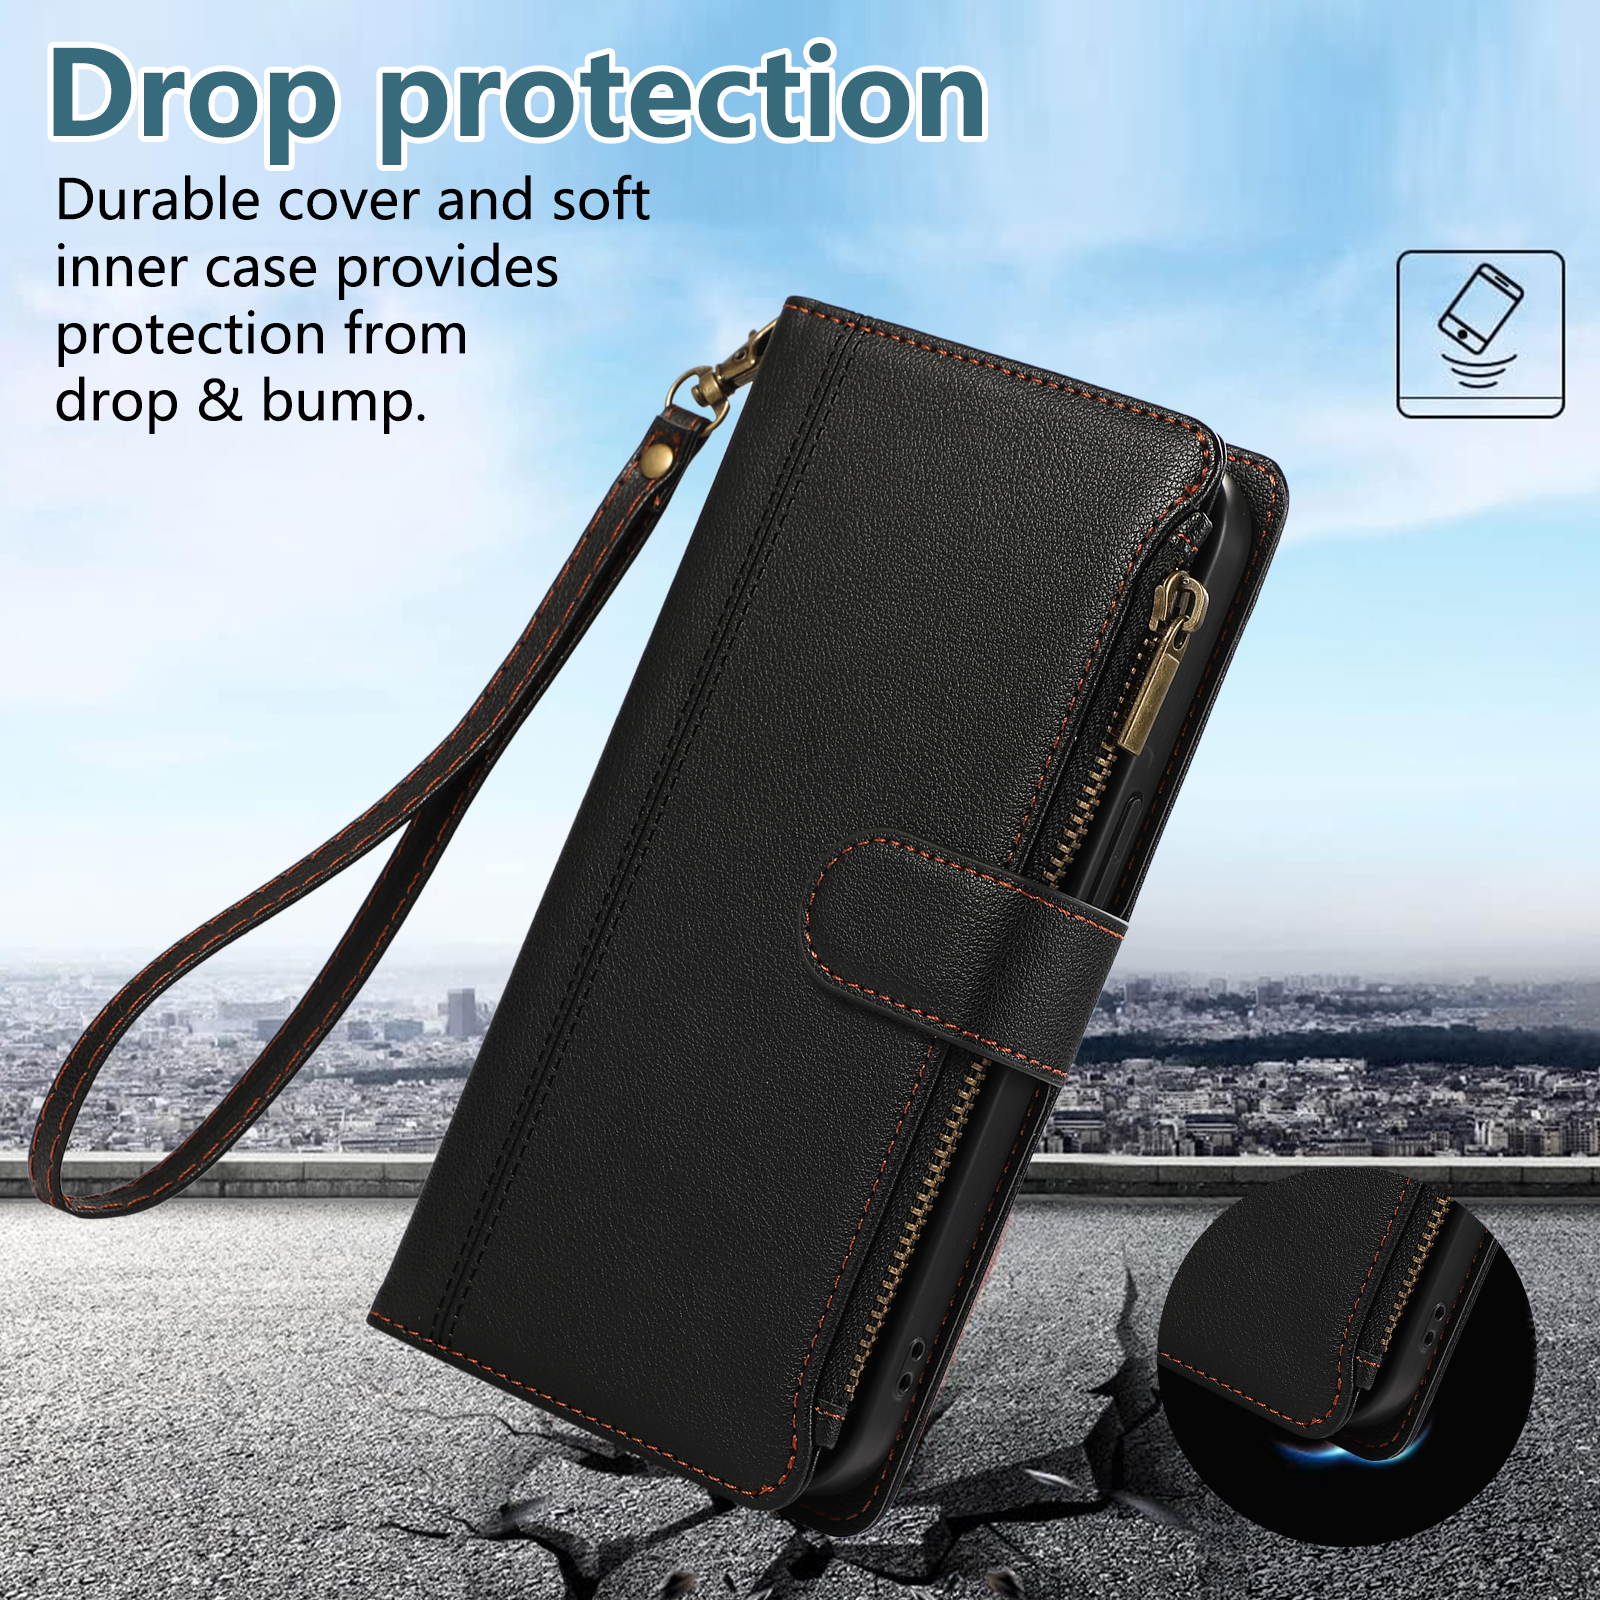 Drop protection
Durable cover and soft
inner case provides
protection from
drop & bump.